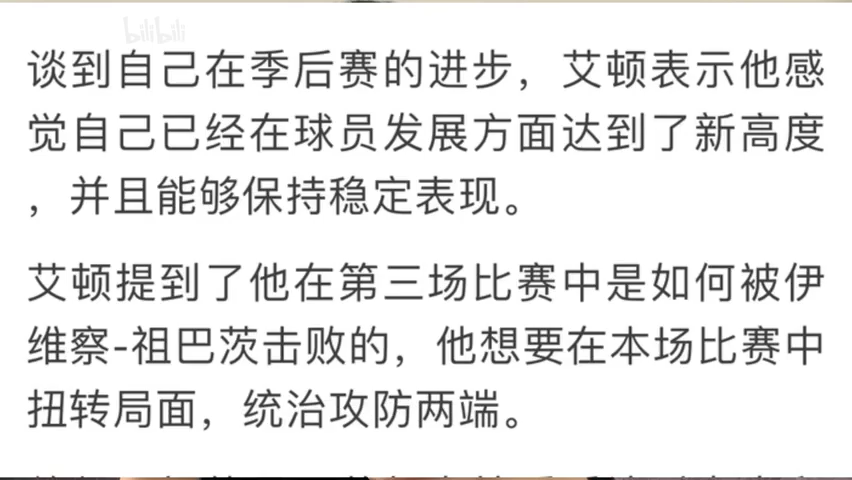 bilibili
谈到自己在季后赛的进步，艾顿表示他感
觉自己已经在球员发展方面达到了新高度
，并且能够保持稳定表现。
艾顿提到了他在第三场比赛中是如何被伊
维察-祖巴茨击败的，他想要在本场比赛中
扭转局面，统治攻防两端。